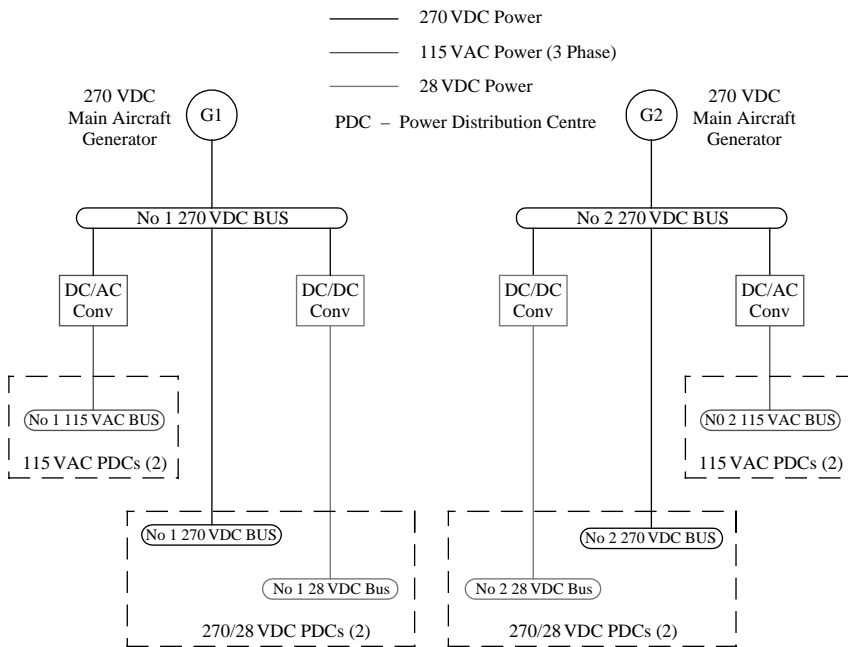 270 VDC Power
115 VAC Power (3 Phase)
28 VDC Power
PDC – Power Distribution Centre
270 VDC
Main Aircraft
Generator
G1
G2
270 VDC
Main Aircraft
Generator
No 1 270 VDC BUS
No 2 270 VDC BUS
DC/AC
Conv
DC/DC
Conv
DC/DC
Conv
DC/AC
Conv
No 1 115 VAC BUS
115 VAC PDCs (2)
N0 2 115 VAC BUS
115 VAC PDCs (2)
No 1 270 VDC BUS
No 1 28 VDC Bus
270/28 VDC PDCs (2)
No 2 270 VDC BUS
No 2 28 VDC Bus
270/28 VDC PDCs (2)